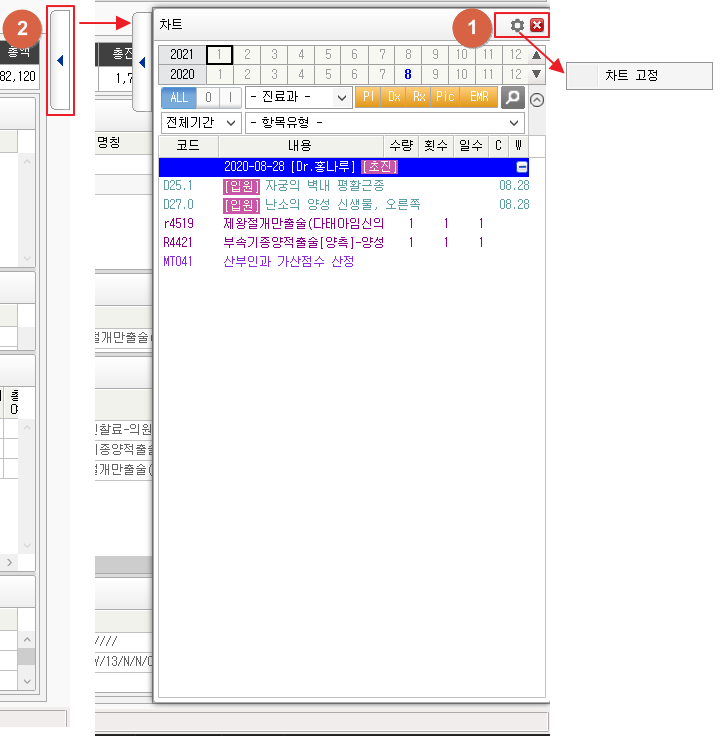 2
총액
82,120
총
총진
1,7
명칭
절개만출술(
진찰료-의원
기종양적출술
절개만출술(
////
Y/13/N/N/C
차트
1
2021 1 2 3 4 5 6 7 8 9 10 11 12
2020 1 2 3 4 5 6 7 8 9 10 11 12
ALL O I - 진료과 - PI Dx Rx Pic EMR
전체기간 - 항목유형 -
코드 내용 수량 횟수 일수 C W
2020-08-28 [Dr.홍나루] [초진]
D25.1 [입원] 자궁의 벽내 평활근종 08.28
D27.0 [입원] 난소의 양성 신생물, 오른쪽 08.28
r4519 제왕절개만출술(다태아임신의 1 1 1
R4421 부속기종양적출술[양측]-양성 1 1 1
MT041 산부인과 가산점수 산정
차트 고정